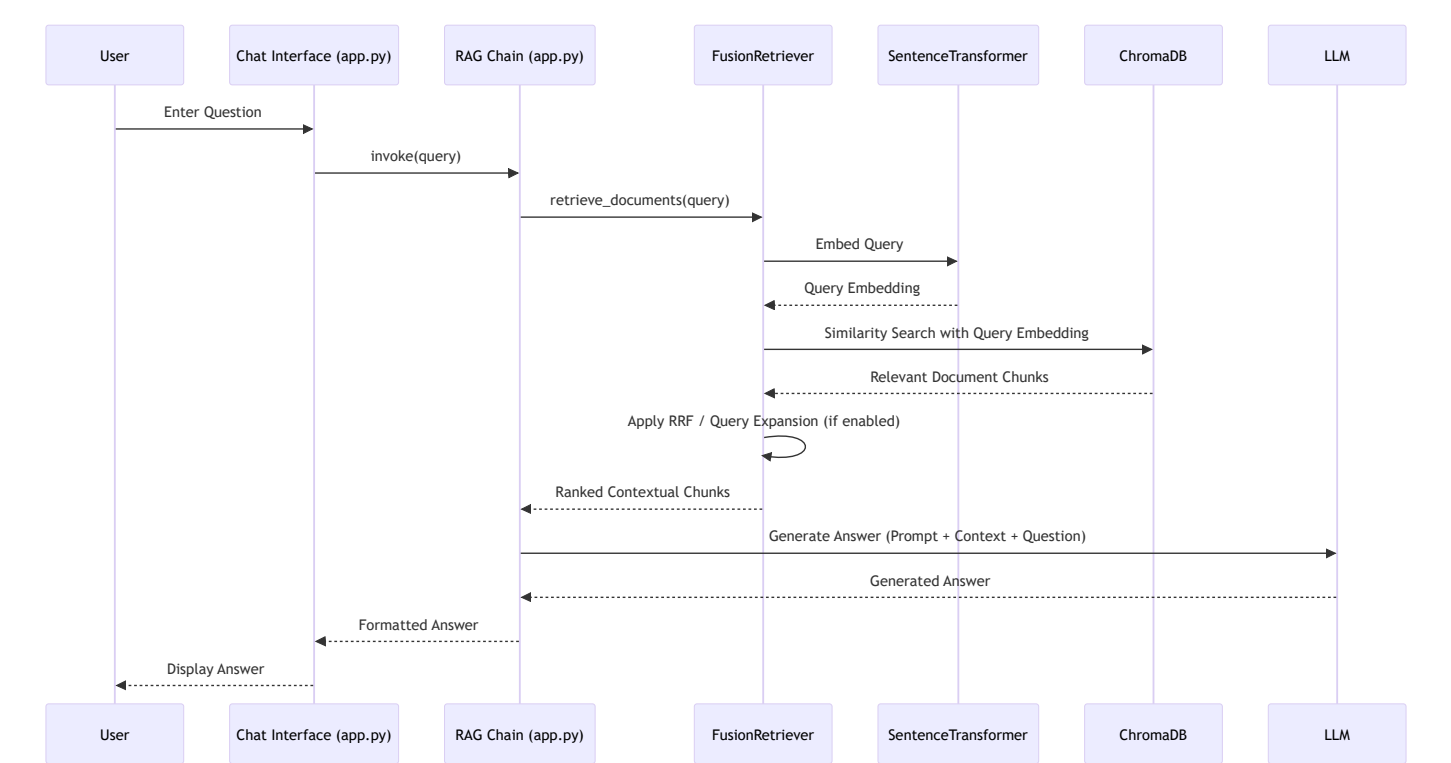 User
Chat Interface (app.py)
RAG Chain (app.py)
FusionRetriever
SentenceTransformer
ChromaDB
LLM
Enter Question
invoke(query)
retrieve_documents(query)
Embed Query
Query Embedding
Similarity Search with Query Embedding
Relevant Document Chunks
Apply RRF / Query Expansion (if enabled)
Ranked Contextual Chunks
Generate Answer (Prompt + Context + Question)
Generated Answer
Formatted Answer
Display Answer
User
Chat Interface (app.py)
RAG Chain (app.py)
FusionRetriever
SentenceTransformer
ChromaDB
LLM